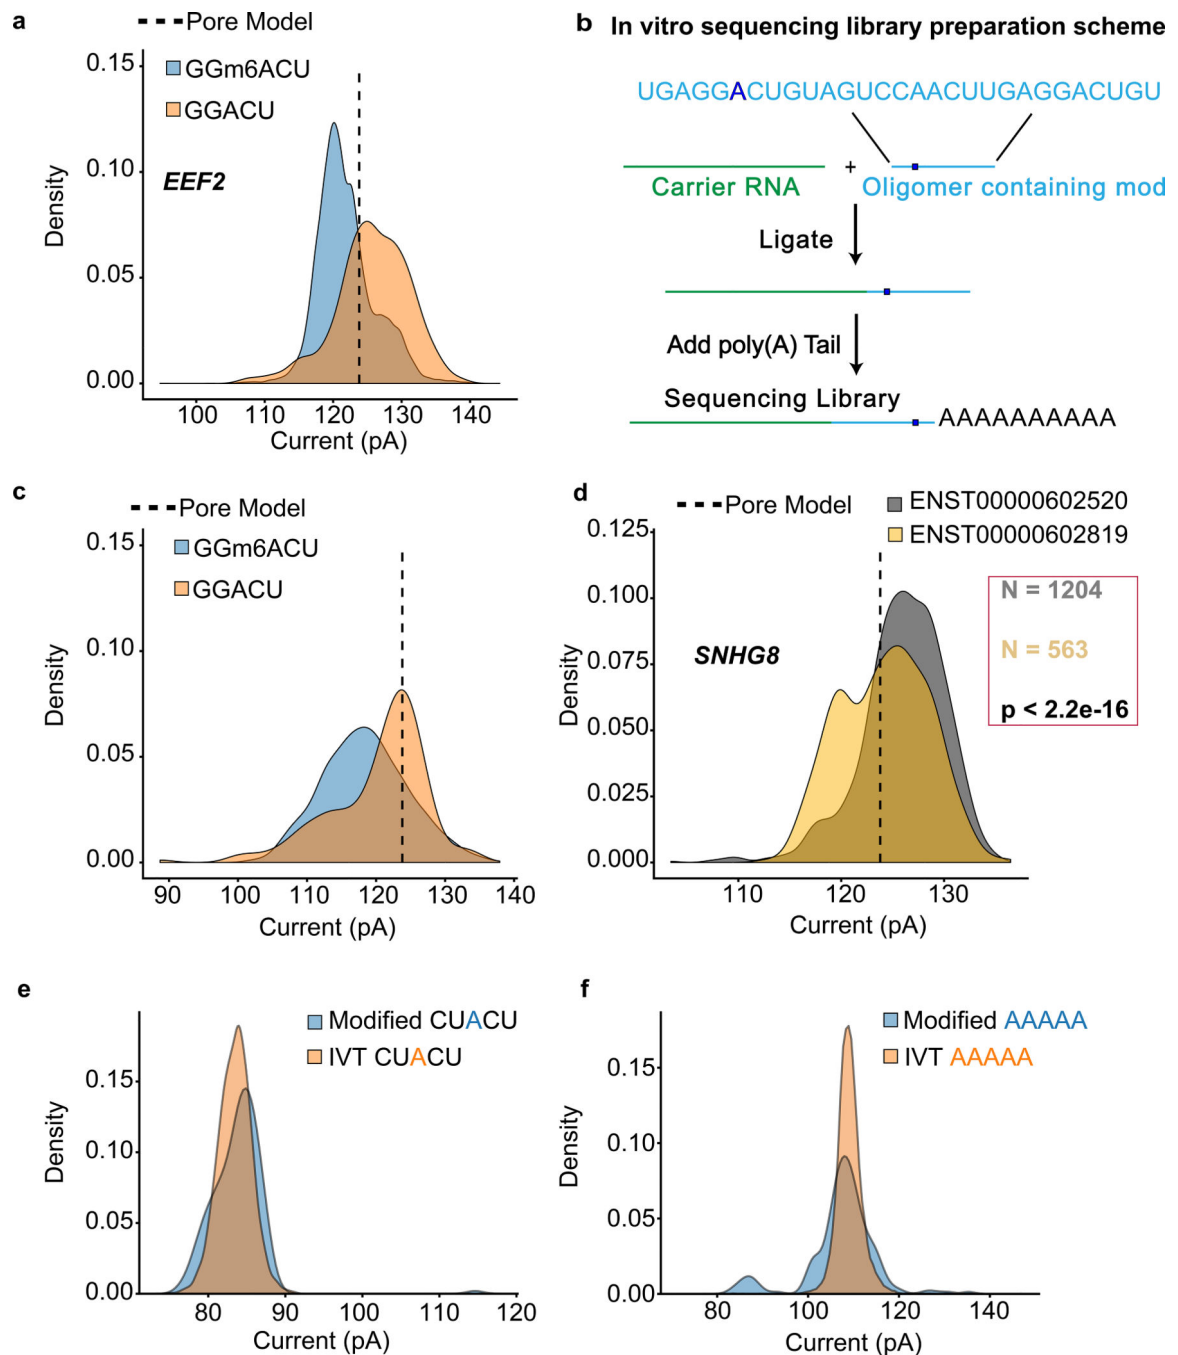 a
Pore Model
GGm6ACU
GGACU
EEF2
Density
0.15
0.10
0.05
0.00
100 110 120 130 140
Current (pA)
b In vitro sequencing library preparation scheme
UGAGGACUGUAGUCCAACUUGAGGACUGU
+
Carrier RNA
Oligomer containing mod
Ligate
Add poly(A) Tail
Sequencing Library
AAAAAAAAAA
c
Pore Model
GGm6ACU
GGACU
Density
0.15
0.10
0.05
0.00
90 100 110 120 130 140
Current (pA)
d
Pore Model
ENST00000602520
ENST00000602819
N = 1204
N = 563
p < 2.2e-16
SNHG8
Density
0.125
0.100
0.075
0.050
0.025
0.000
110 120 130
Current (pA)
e
Modified CUACU
IVT CUACU
Density
0.15
0.10
0.05
0.00
80 90 100 110 120
Current (pA)
f
Modified AAAAA
IVT AAAAA
Density
0.15
0.10
0.05
0.00
80 100 120 140
Current (pA)